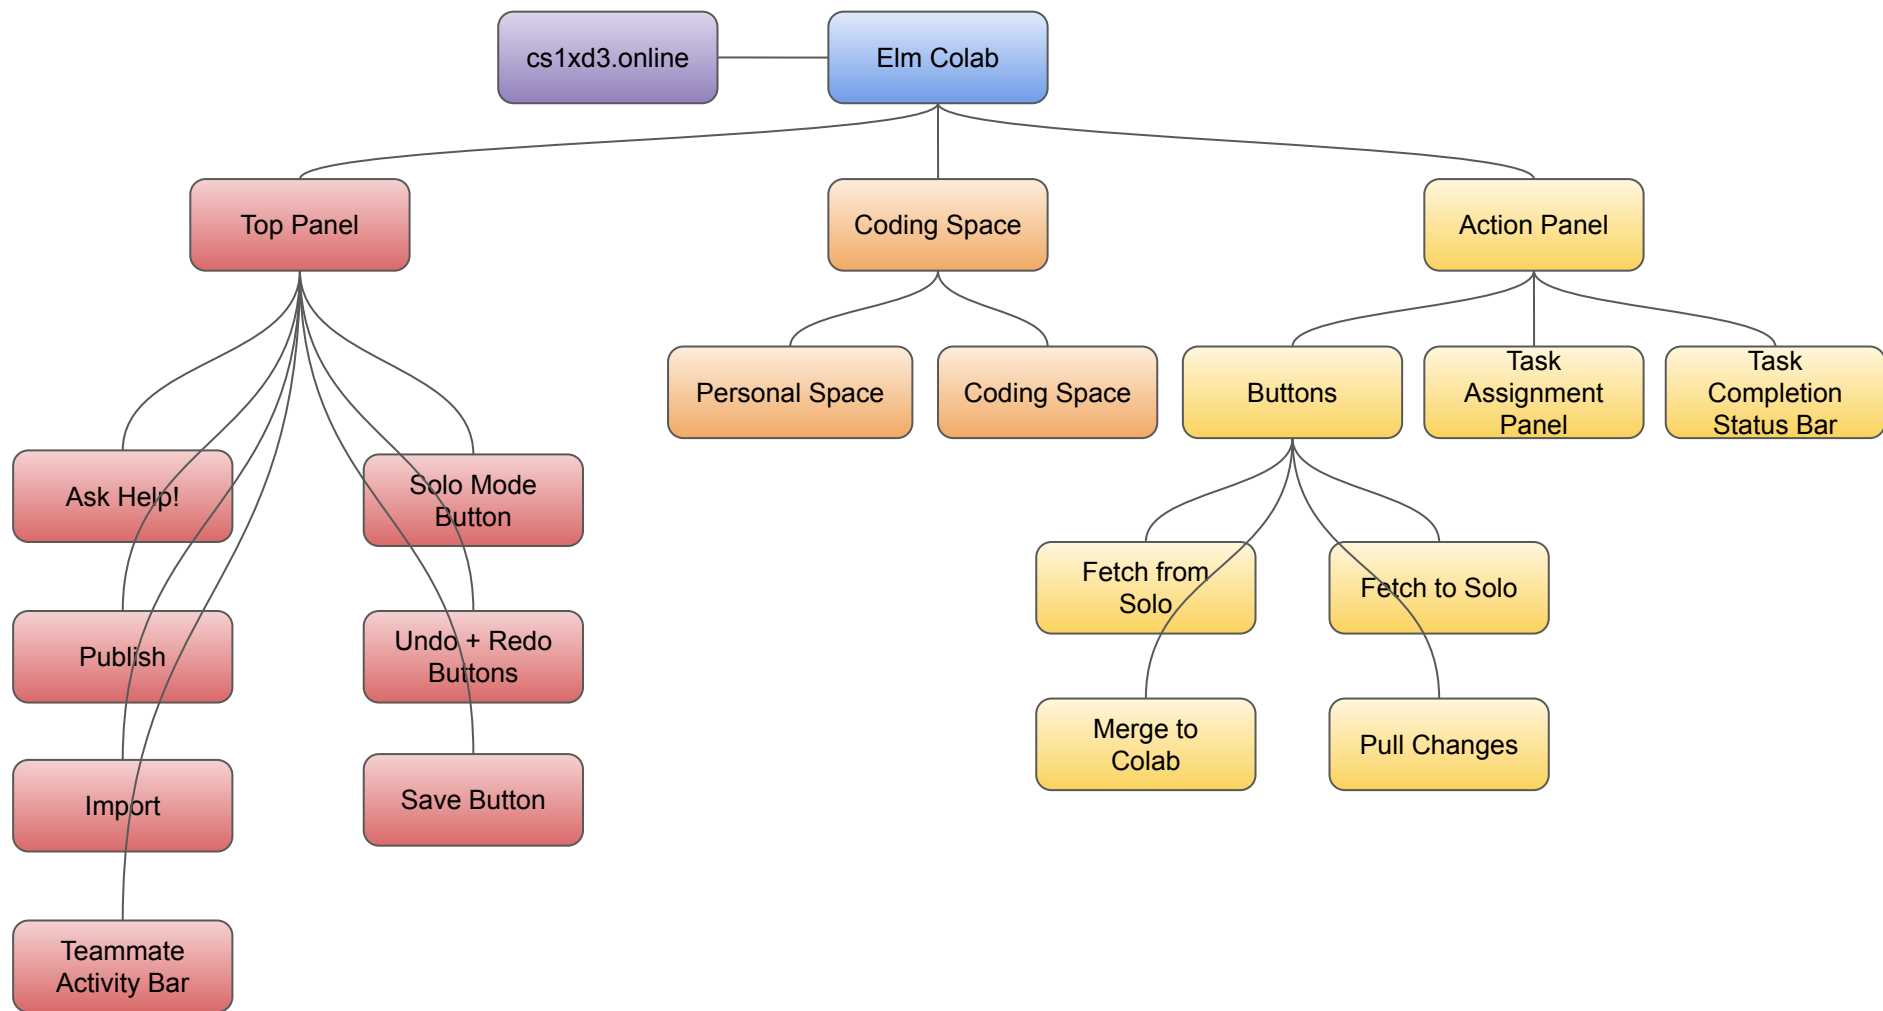 cs1xd3.online
Elm Colab
Top Panel
Coding Space
Action Panel
Personal Space
Coding Space
Buttons
Task
Assignment
Panel
Task
Completion
Status Bar
Ask Help!
Solo Mode
Button
Fetch from
Solo
Fetch to Solo
Publish
Undo + Redo
Buttons
Merge to
Colab
Pull Changes
Import
Save Button
Teammate
Activity Bar